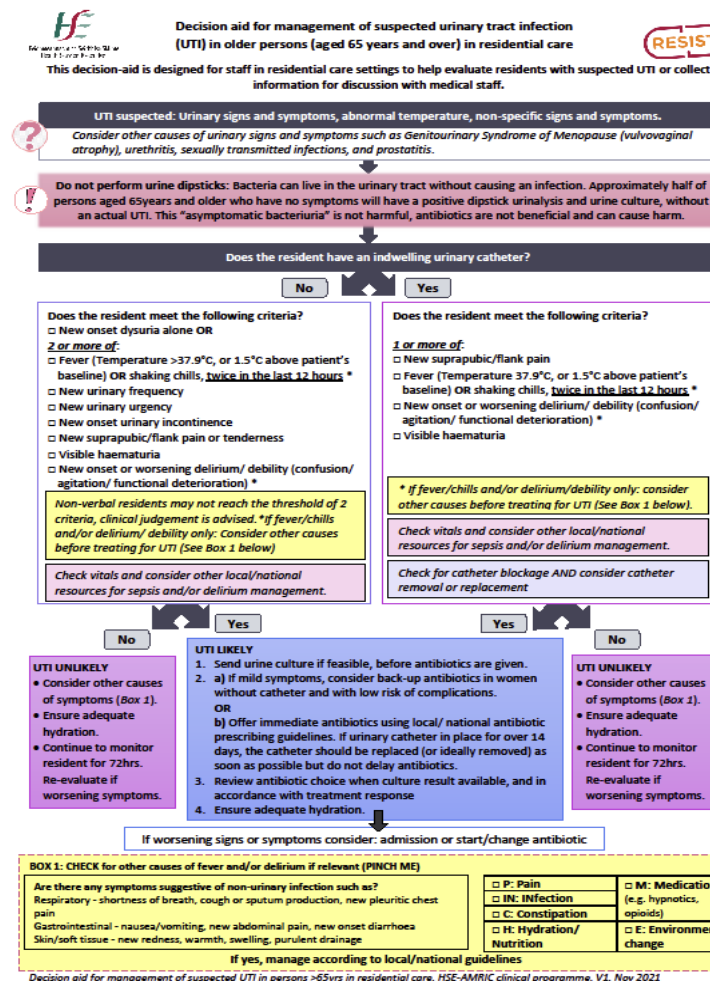 Decision aid for management of suspected urinary tract infection
(UTI) in older persons (aged 65 years and over) in residential care
RESIST
This decision-aid is designed for staff in residential care settings to help evaluate residents with suspected UTI or collect
information for discussion with medical staff.
UTI suspected: Urinary signs and symptoms, abnormal temperature, non-specific signs and symptoms.
?
Consider other causes of urinary signs and symptoms such as Genitourinary Syndrome of Menopause (vulvovaginal
atrophy), urethritis, sexually transmitted infections, and prostatitis.
!
Do not perform urine dipsticks: Bacteria can live in the urinary tract without causing an infection. Approximately half of
persons aged 65years and older who have no symptoms will have a positive dipstick urinalysis and urine culture, without
an actual UTI. This “asymptomatic bacteriuria” is not harmful, antibiotics are not beneficial and can cause harm.
Does the resident have an indwelling urinary catheter?
No
Yes
Does the resident meet the following criteria?
□ New onset dysuria alone OR
2 or more of:
□ Fever (Temperature >37.9°C, or 1.5°C above patient's
baseline) OR shaking chills, twice in the last 12 hours *
□ New urinary frequency
□ New urinary urgency
□ New onset urinary incontinence
□ New suprapubic/flank pain or tenderness
□ Visible haematuria
□ New onset or worsening delirium/ debility (confusion/
agitation/ functional deterioration) *
Non-verbal residents may not reach the threshold of 2
criteria, clinical judgement is advised. *If fever/chills
and/or delirium/ debility only: Consider other causes
before treating for UTI (See Box 1 below)
Check vitals and consider other local/national
resources for sepsis and/or delirium management.
Does the resident meet the following criteria?
1 or more of:
□ New suprapubic/flank pain
□ Fever (Temperature 37.9°C, or 1.5°C above patient's
baseline) OR shaking chills, twice in the last 12 hours *
□ New onset or worsening delirium/ debility (confusion/
agitation/ functional deterioration) *
□ Visible haematuria
* If fever/chills and/or delirium/debility only: consider
other causes before treating for UTI (See Box 1 below).
Check vitals and consider other local/national
resources for sepsis and/or delirium management.
Check for catheter blockage AND consider catheter
removal or replacement
No
Yes
Yes
No
UTI UNLIKELY
• Consider other causes
of symptoms (Box 1).
• Ensure adequate
hydration.
• Continue to monitor
resident for 72hrs.
Re-evaluate if
worsening symptoms.
UTI LIKELY
1. Send urine culture if feasible, before antibiotics are given.
2. a) If mild symptoms, consider back-up antibiotics in women
without catheter and with low risk of complications.
OR
b) Offer immediate antibiotics using local/ national antibiotic
prescribing guidelines. If urinary catheter in place for over 14
days, the catheter should be replaced (or ideally removed) as
soon as possible but do not delay antibiotics.
3. Review antibiotic choice when culture result available, and in
accordance with treatment response
4. Ensure adequate hydration.
UTI UNLIKELY
• Consider other causes
of symptoms (Box 1).
• Ensure adequate
hydration.
• Continue to monitor
resident for 72hrs.
Re-evaluate if
worsening symptoms.
If worsening signs or symptoms consider: admission or start/change antibiotic
BOX 1: CHECK for other causes of fever and/or delirium if relevant (PINCH ME)
Are there any symptoms suggestive of non-urinary infection such as?
Respiratory - shortness of breath, cough or sputum production, new pleuritic chest
pain
Gastrointestinal - nausea/vomiting, new abdominal pain, new onset diarrhoea
Skin/soft tissue - new redness, warmth, swelling, purulent drainage
□ P: Pain
□ IN: INfection
□ C: Constipation
□ H: Hydration/
Nutrition
□ M: Medicatio
(e.g. hypnotics,
opioids)
□ E: Environme
change
If yes, manage according to local/national guidelines
Decision aid for management of suspected UTI in persons >65yrs in residential care. HSE-AMRIC clinical programme. V1. Nov 2021